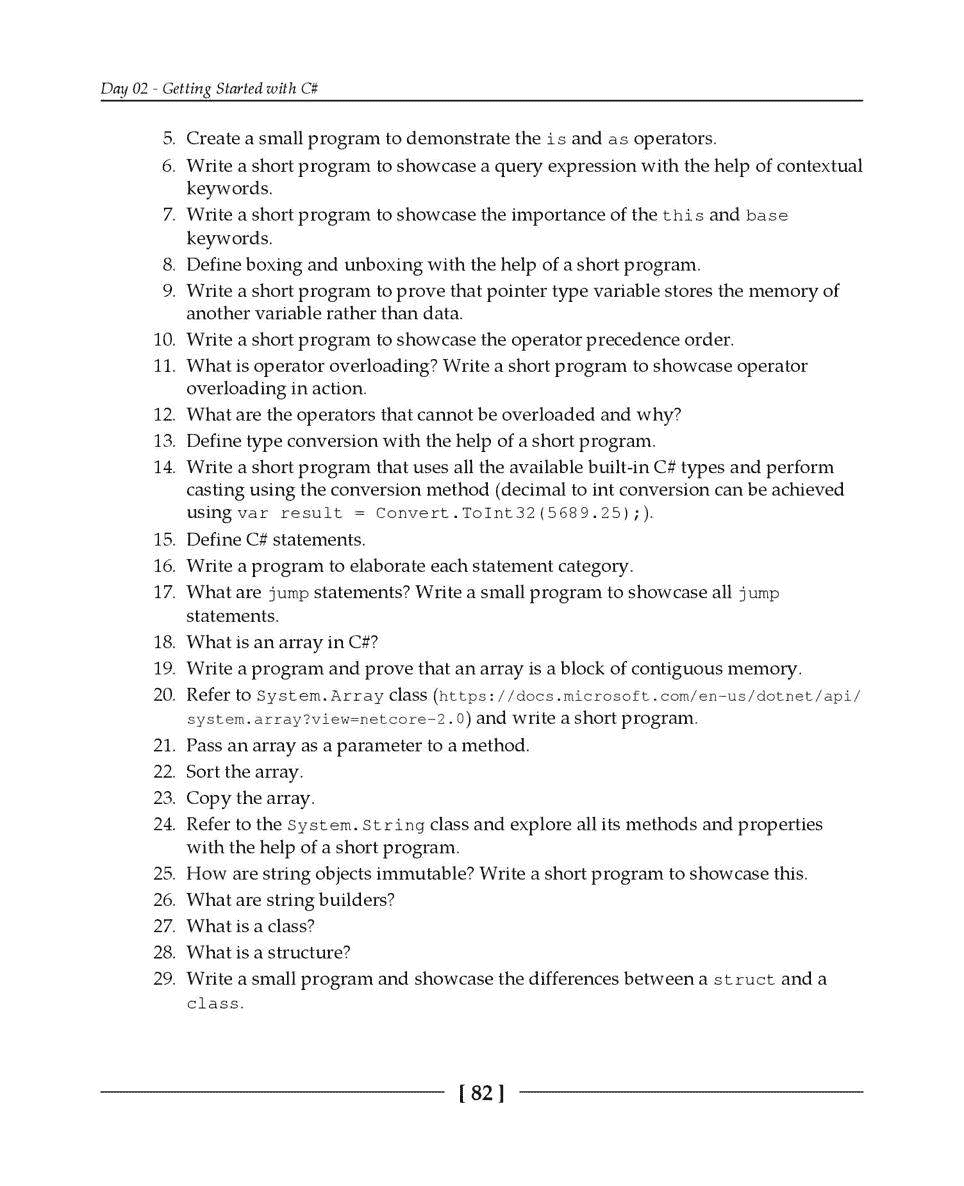 Day 02 - Getting Started with C#
5. Create a small program to demonstrate the is and as operators.
6. Write a short program to showcase a query expression with the help of contextual
keywords.
7. Write a short program to showcase the importance of the this and base
keywords.
8. Define boxing and unboxing with the help of a short program.
9. Write a short program to prove that pointer type variable stores the memory of
another variable rather than data.
10. Write a short program to showcase the operator precedence order.
11. What is operator overloading? Write a short program to showcase operator
overloading in action.
12. What are the operators that cannot be overloaded and why?
13. Define type conversion with the help of a short program.
14. Write a short program that uses all the available built-in C# types and perform
casting using the conversion method (decimal to int conversion can be achieved
using var result = Convert.ToInt32(5689.25);).
15. Define C# statements.
16. Write a program to elaborate each statement category.
17. What are jump statements? Write a small program to showcase all jump
statements.
18. What is an array in C#?
19. Write a program and prove that an array is a block of contiguous memory.
20. Refer to System.Array class (https://docs.microsoft.com/en-us/dotnet/api/
system.array?view=netcore-2.0) and write a short program.
21. Pass an array as a parameter to a method.
22. Sort the array.
23. Copy the array.
24. Refer to the System.String class and explore all its methods and properties
with the help of a short program.
25. How are string objects immutable? Write a short program to showcase this.
26. What are string builders?
27. What is a class?
28. What is a structure?
29. Write a small program and showcase the differences between a struct and a
class.
[ 82 ]